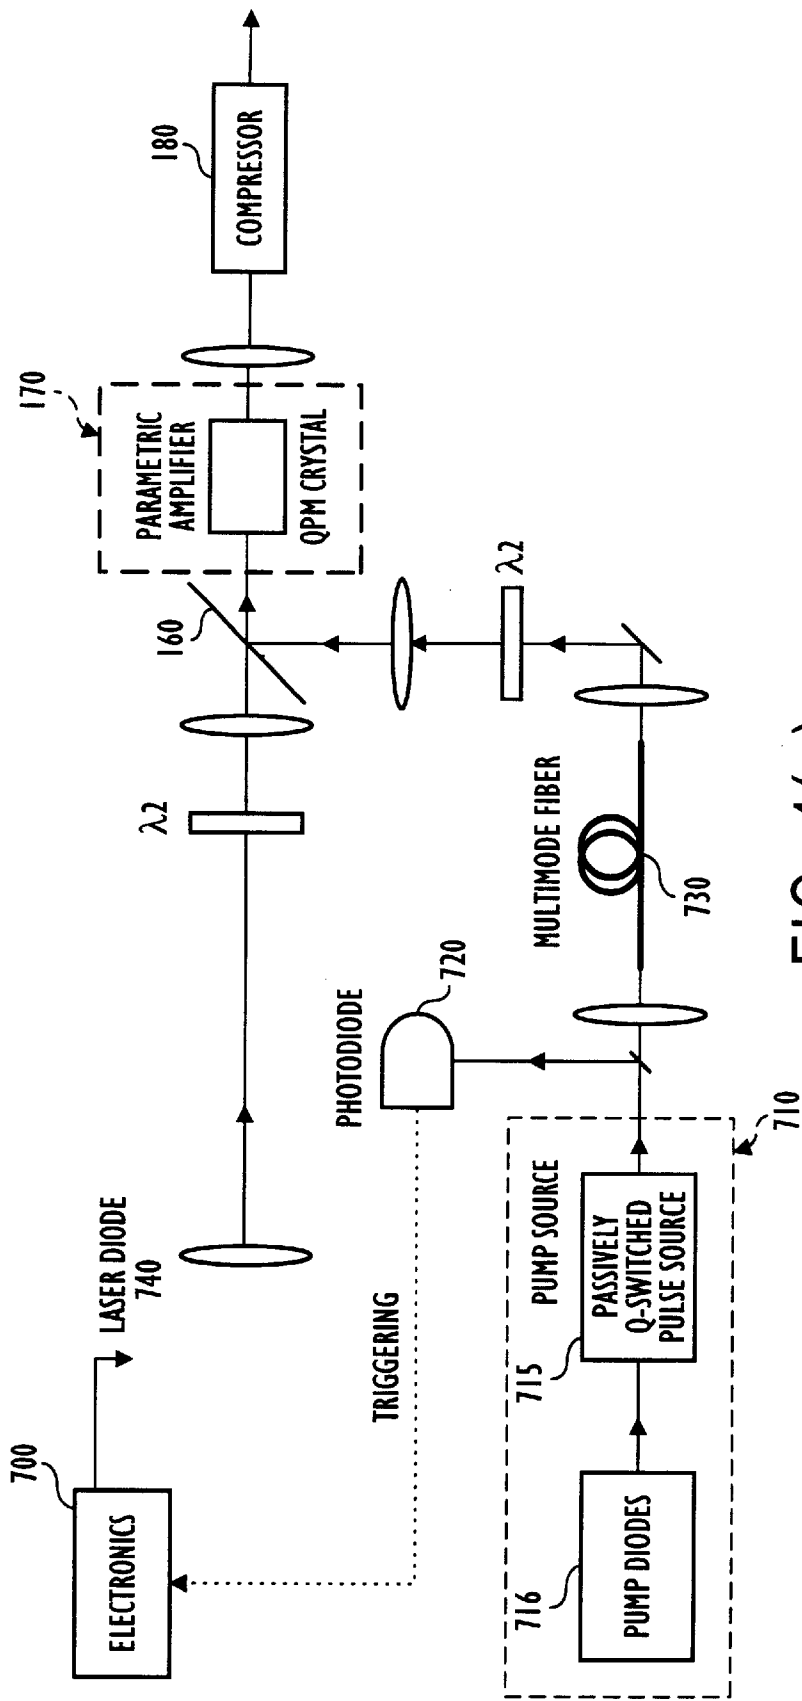 700
ELECTRONICS
LASER DIODE
740
λ2
160
170
PARAMETRIC
AMPLIFIER
QPM CRYSTAL
180
COMPRESSOR
TRIGGERING
PHOTODIODE
720
λ2
716
PUMP DIODES
715
PUMP SOURCE
PASSIVELY
Q-SWITCHED
PULSE SOURCE
710
MULTIMODE FIBER
730